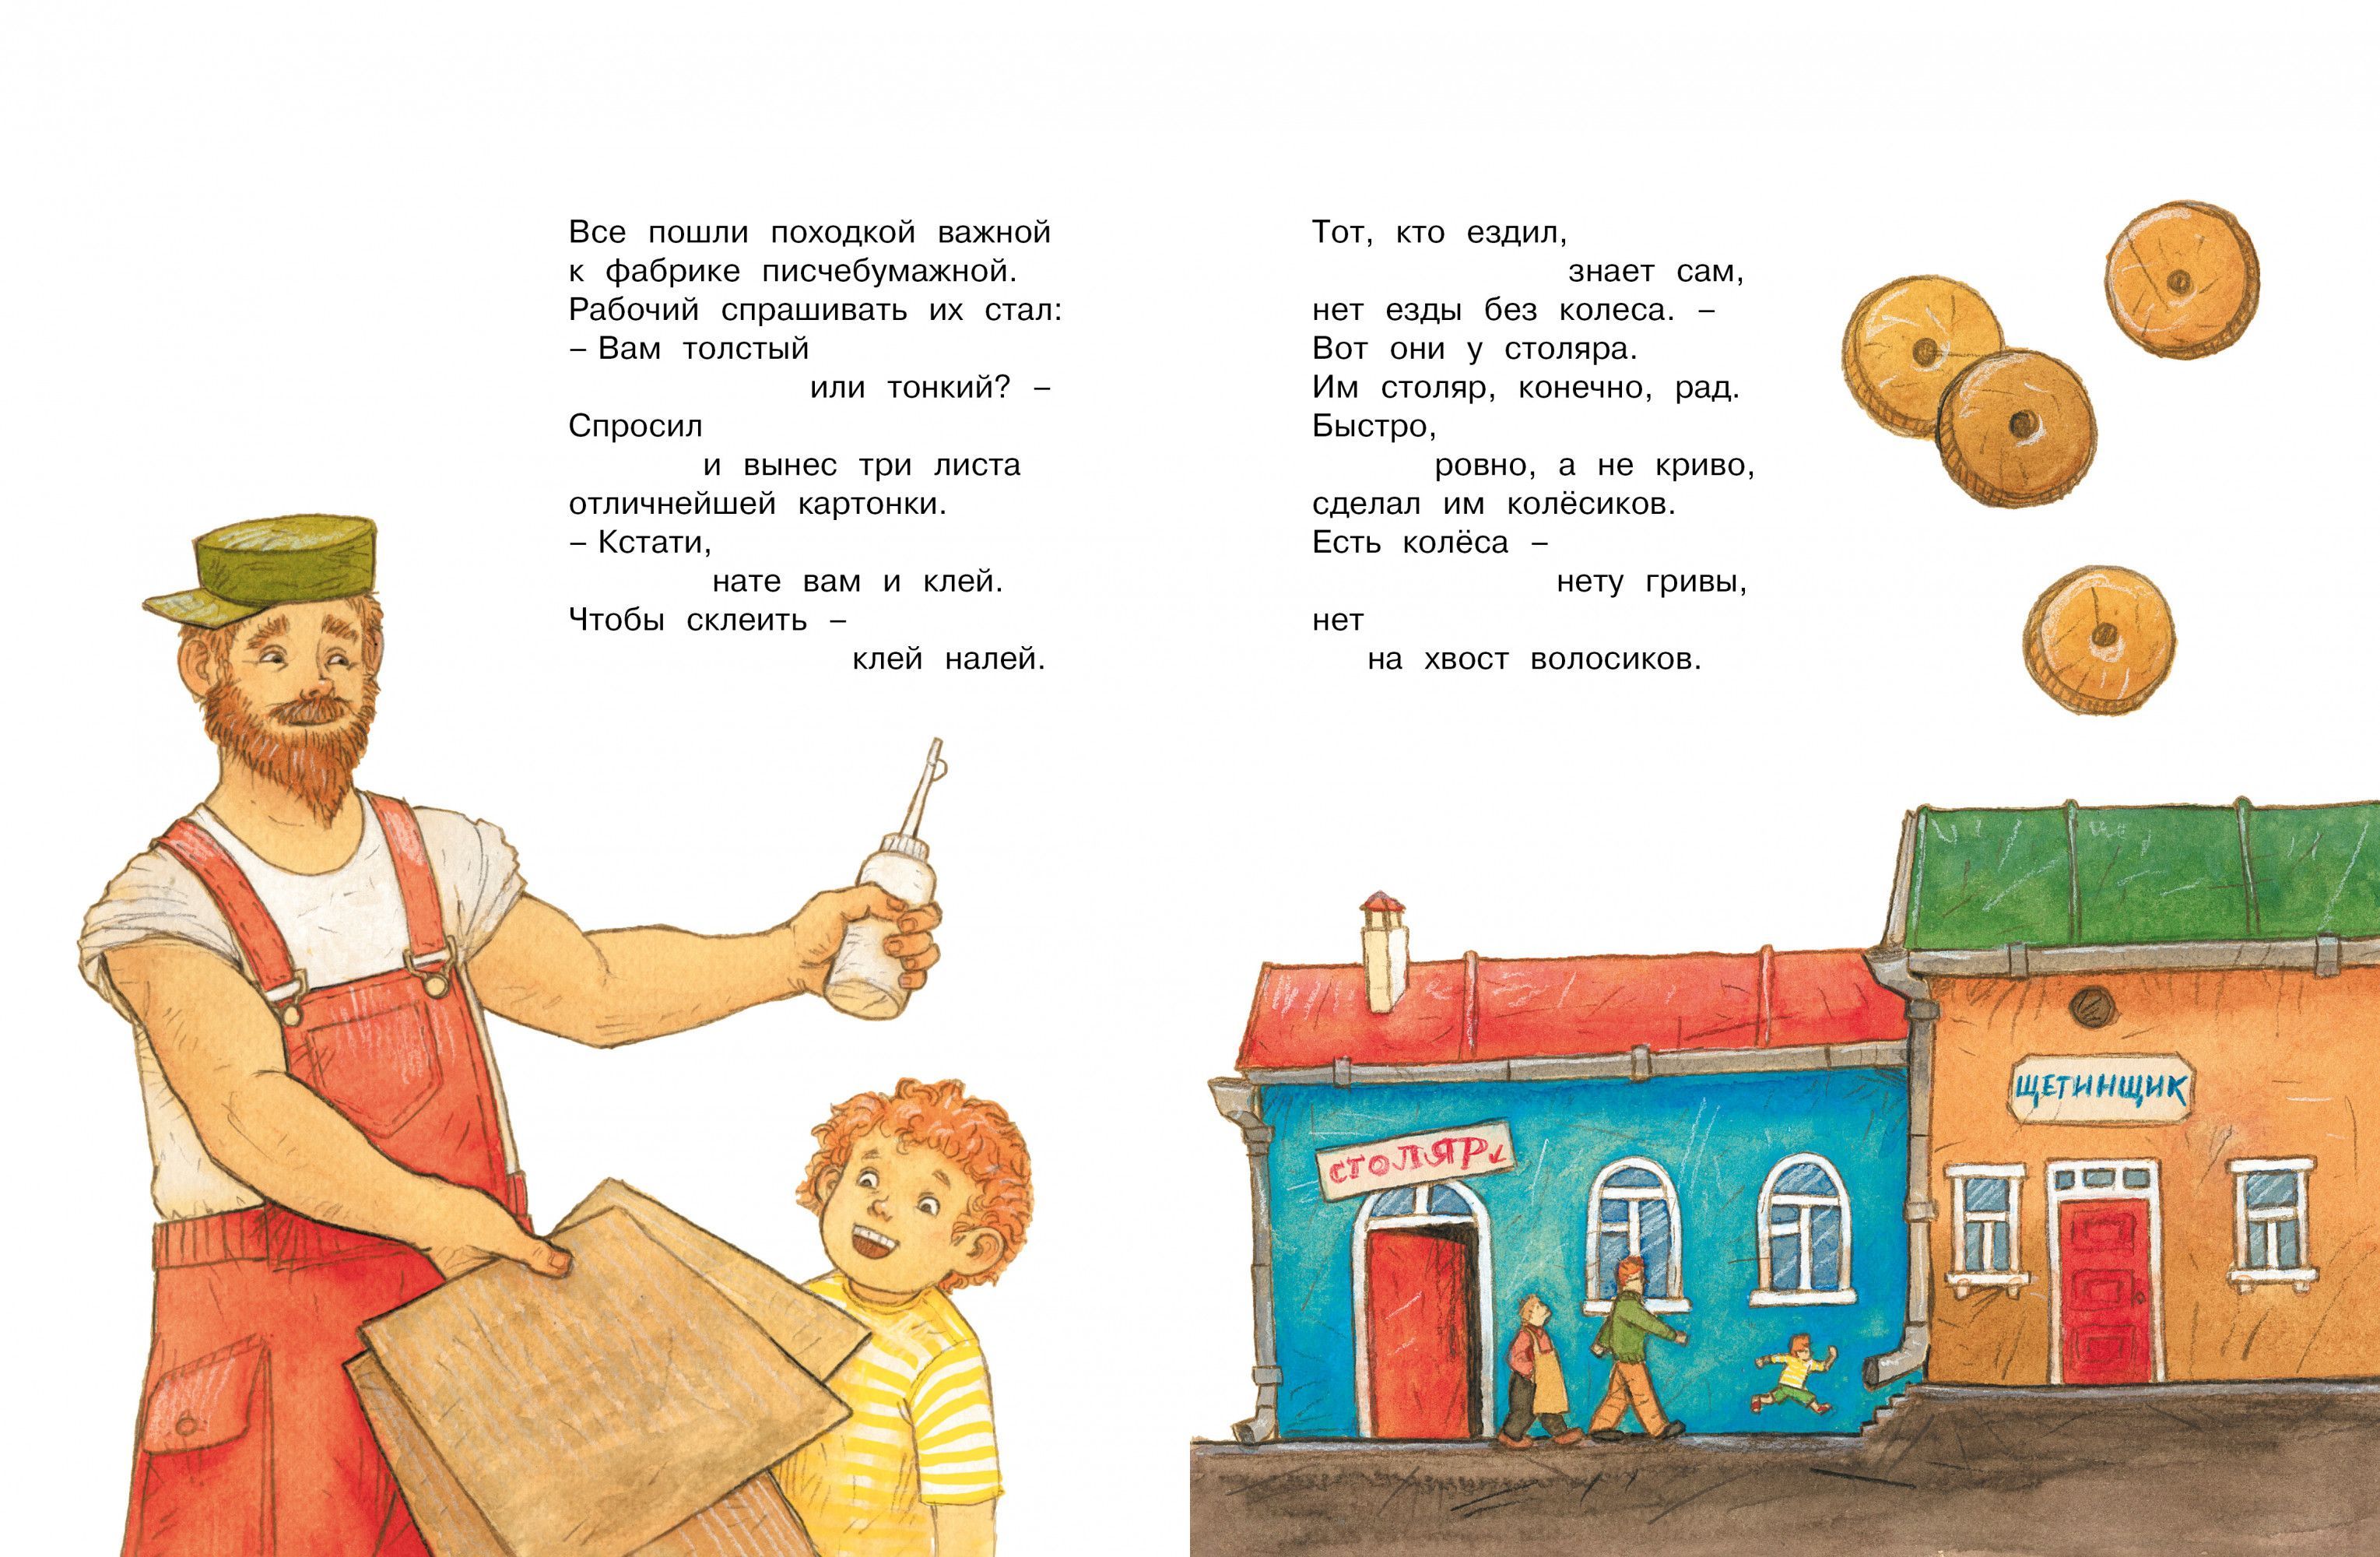 Все пошли походкой важной
к фабрике писчебумажной.
Рабочий спрашивать их стал:
– Вам толстый
или тонкий? –
Спросил
и вынес три листа
отличнейшей картонки.
– Кстати,
нате вам и клей.
Чтобы склеить –
клей налей.
Тот, кто ездил,
знает сам,
нет езды без колеса. –
Вот они у столяра.
Им столяр, конечно, рад.
Быстро,
ровно, а не криво,
сделал им колёсиков.
Есть колёса –
нету гривы,
нет
на хвост волосиков.
СТОЛЯР
ЩЕТИНЩИК